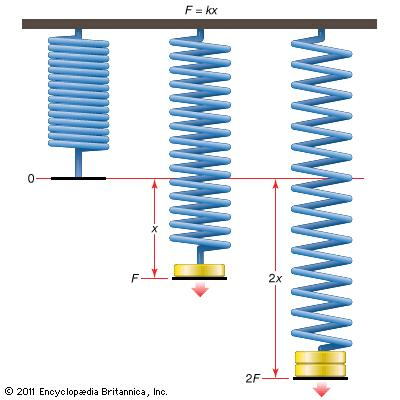 F = kx
0
x
F
2x
2F
© 2011 Encyclopædia Britannica, Inc.